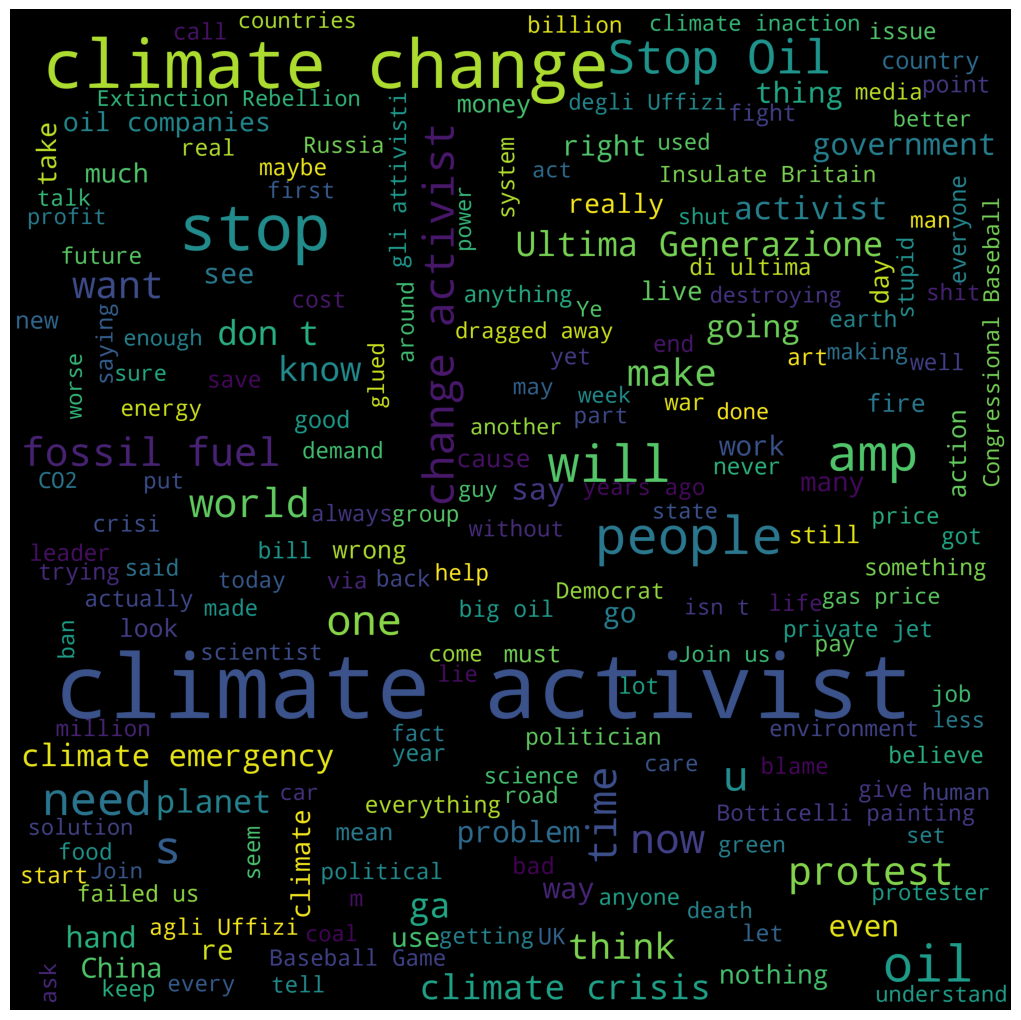 call
countries
billion
climate inaction
issue
climate change
Stop Oil
country
Extinction Rebellion
money
degli Uffizi
thing
media
point
oil companies
fight
better
take
real
Russia
gli attivisti
system
right
used
government
much
maybe
act
Insulate Britain
talk
first
change activist
power
really
shut
activist
man
everyone
Congressional Baseball
profit
stop
Ultima Generazione
stupid
future
di ultima
day
want
see
around
anything
Ye
live
destroying
shit
new
cost
saying
enough
don t
dragged away
going
earth
worse
sure
save
know
glued
yet
end
art
making
well
make
energy
may
week
war
done
fire
good
part
another
fossil fuel
demand
will
work
amp
action
cause
never
CO2
put
world
guy
say
years ago
many
always
group
without
state
price
crisi
people
still
got
leader
bill
wrong
trying
said
today
via
back
help
Democrat
isn t
life
something
actually
made
one
big oil
go
gas price
ban
look
private jet
scientist
come
must
Join us
pay
climate activist
lie
lot
job
million
fact
politician
environment
less
climate emergency
year
science
time
care
u
blame
believe
need
planet
car
everything
road
give
human
solution
s
seem
climate
mean
problem
now
green
Botticelli painting
set
food
start
Join
political
bad
way
anyone
protest
protester
failed us
m
ga
death
agli Uffizi
hand
re
coal
use
getting
UK
think
let
even
China
Baseball Game
nothing
oil
ask
keep
every
tell
climate crisis
understand